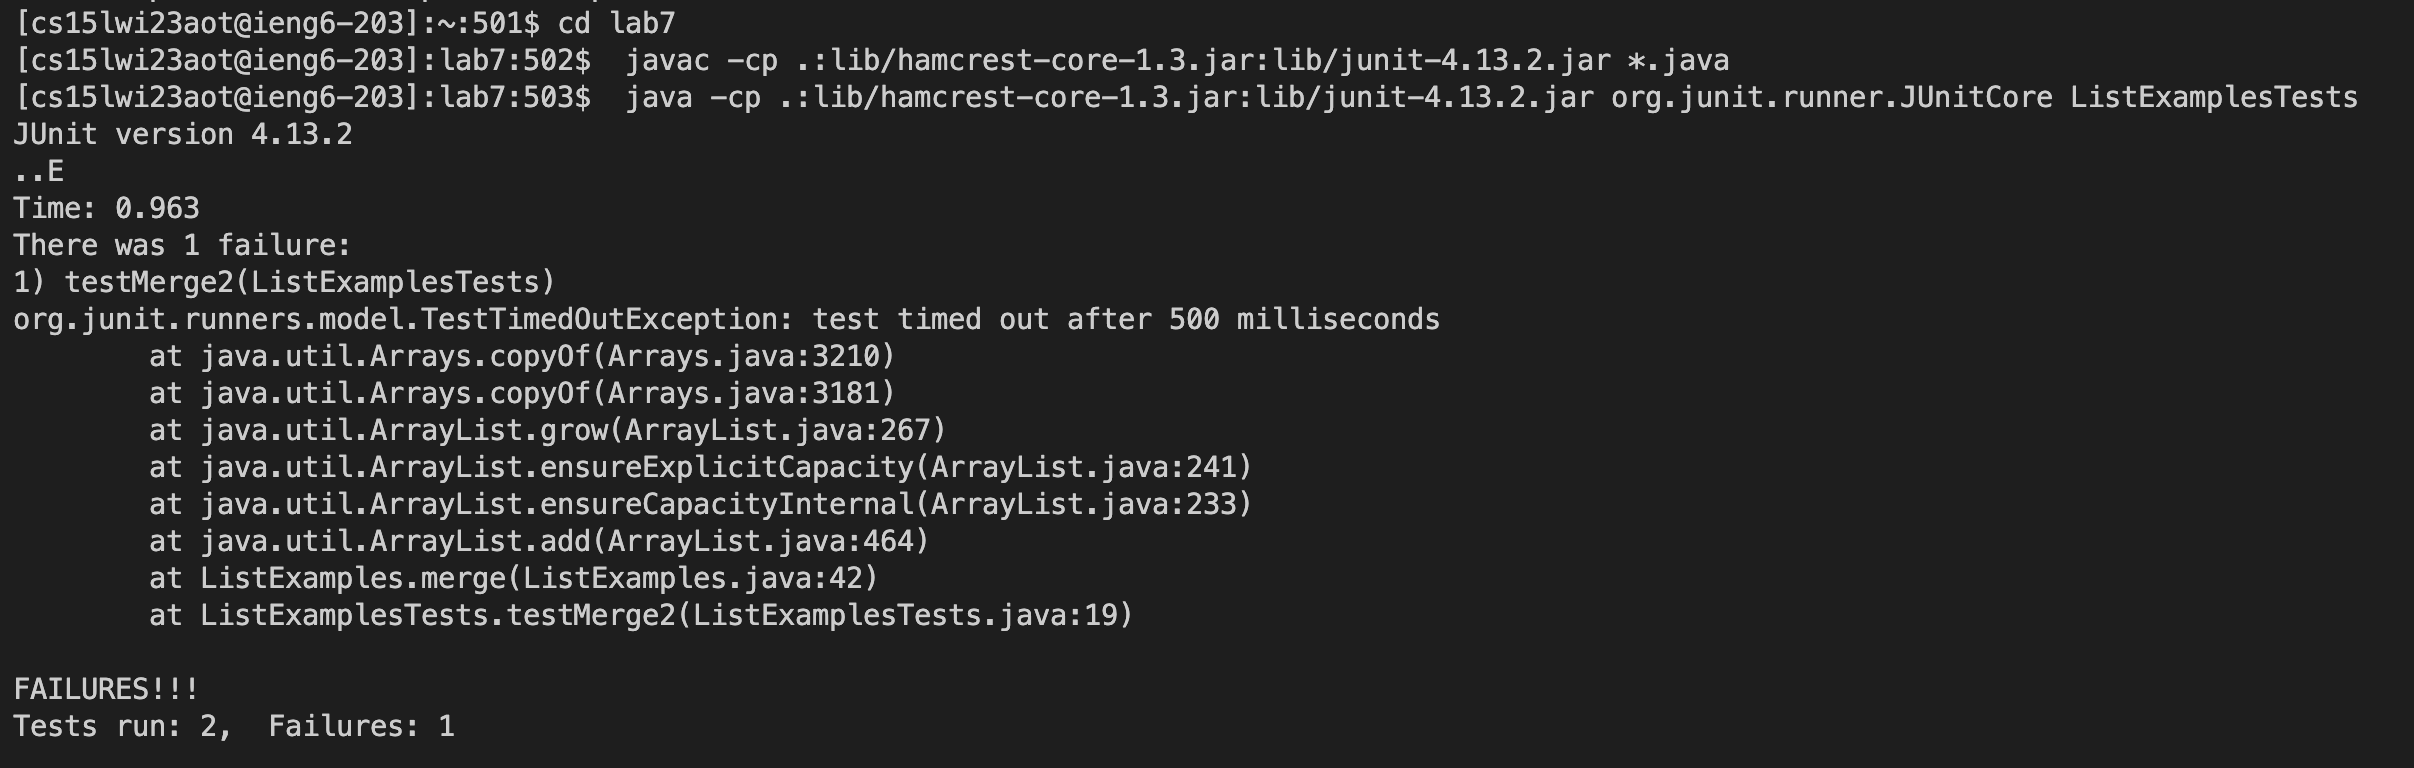 [cs15lwi23aot@ieng6-203]:~:501$ cd lab7
[cs15lwi23aot@ieng6-203]:lab7:502$  javac -cp .:lib/hamcrest-core-1.3.jar:lib/junit-4.13.2.jar *.java
[cs15lwi23aot@ieng6-203]:lab7:503$  java -cp .:lib/hamcrest-core-1.3.jar:lib/junit-4.13.2.jar org.junit.runner.JUnitCore ListExamplesTests
JUnit version 4.13.2
..E
Time: 0.963
There was 1 failure:
1) testMerge2(ListExamplesTests)
org.junit.runners.model.TestTimedOutException: test timed out after 500 milliseconds
        at java.util.Arrays.copyOf(Arrays.java:3210)
        at java.util.Arrays.copyOf(Arrays.java:3181)
        at java.util.ArrayList.grow(ArrayList.java:267)
        at java.util.ArrayList.ensureExplicitCapacity(ArrayList.java:241)
        at java.util.ArrayList.ensureCapacityInternal(ArrayList.java:233)
        at java.util.ArrayList.add(ArrayList.java:464)
        at ListExamples.merge(ListExamples.java:42)
        at ListExamplesTests.testMerge2(ListExamplesTests.java:19)

FAILURES!!!
Tests run: 2,  Failures: 1